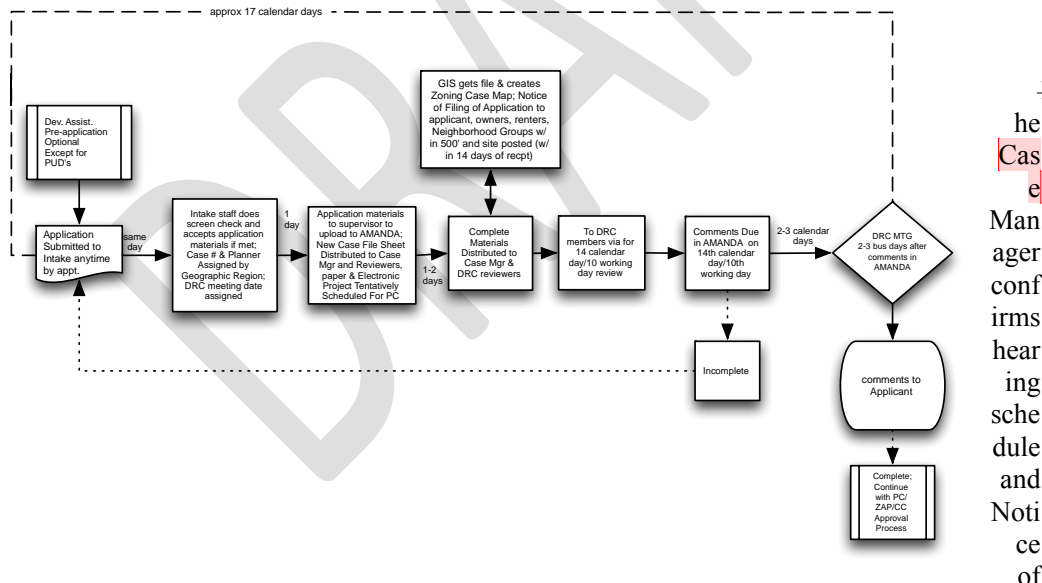 approx 17 calendar days
Dev. Assist.
Pre-application
Optional
Except for
PUD's
GIS gets file & creates
Zoning Case Map; Notice
of Filing of Application to
applicant, owners, renters,
Neighborhood Groups w/
in 500' and site posted (w/
in 14 days of recpt)
Application
Submitted to
Intake anytime
by appt.
same
day
Intake staff does
screen check and
accepts application
materials if met;
Case # & Planner
Assigned by
Geographic Region;
DRC meeting date
assigned
1
day
Application materials
to supervisor to
upload to AMANDA;
New Case File Sheet
Distributed to Case
Mgr and Reviewers,
paper & Electronic
Project Tentatively
Scheduled For PC
1-2
days
Complete
Materials
Distributed to
Case Mgr &
DRC reviewers
To DRC
members via for
14 calendar
day/10 working
day review
Comments Due
in AMANDA on
14th calendar
day/10th
working day
2-3 calendar
days
DRC MTG
2-3 bus days after
comments in
AMANDA
Incomplete
comments to
Applicant
Complete;
Continue
with PC/
ZAP/CC
Approval
Process
he
Cas
e
Man
ager
conf
irms
hear
ing
sche
dule
and
Noti
ce
of
DRA